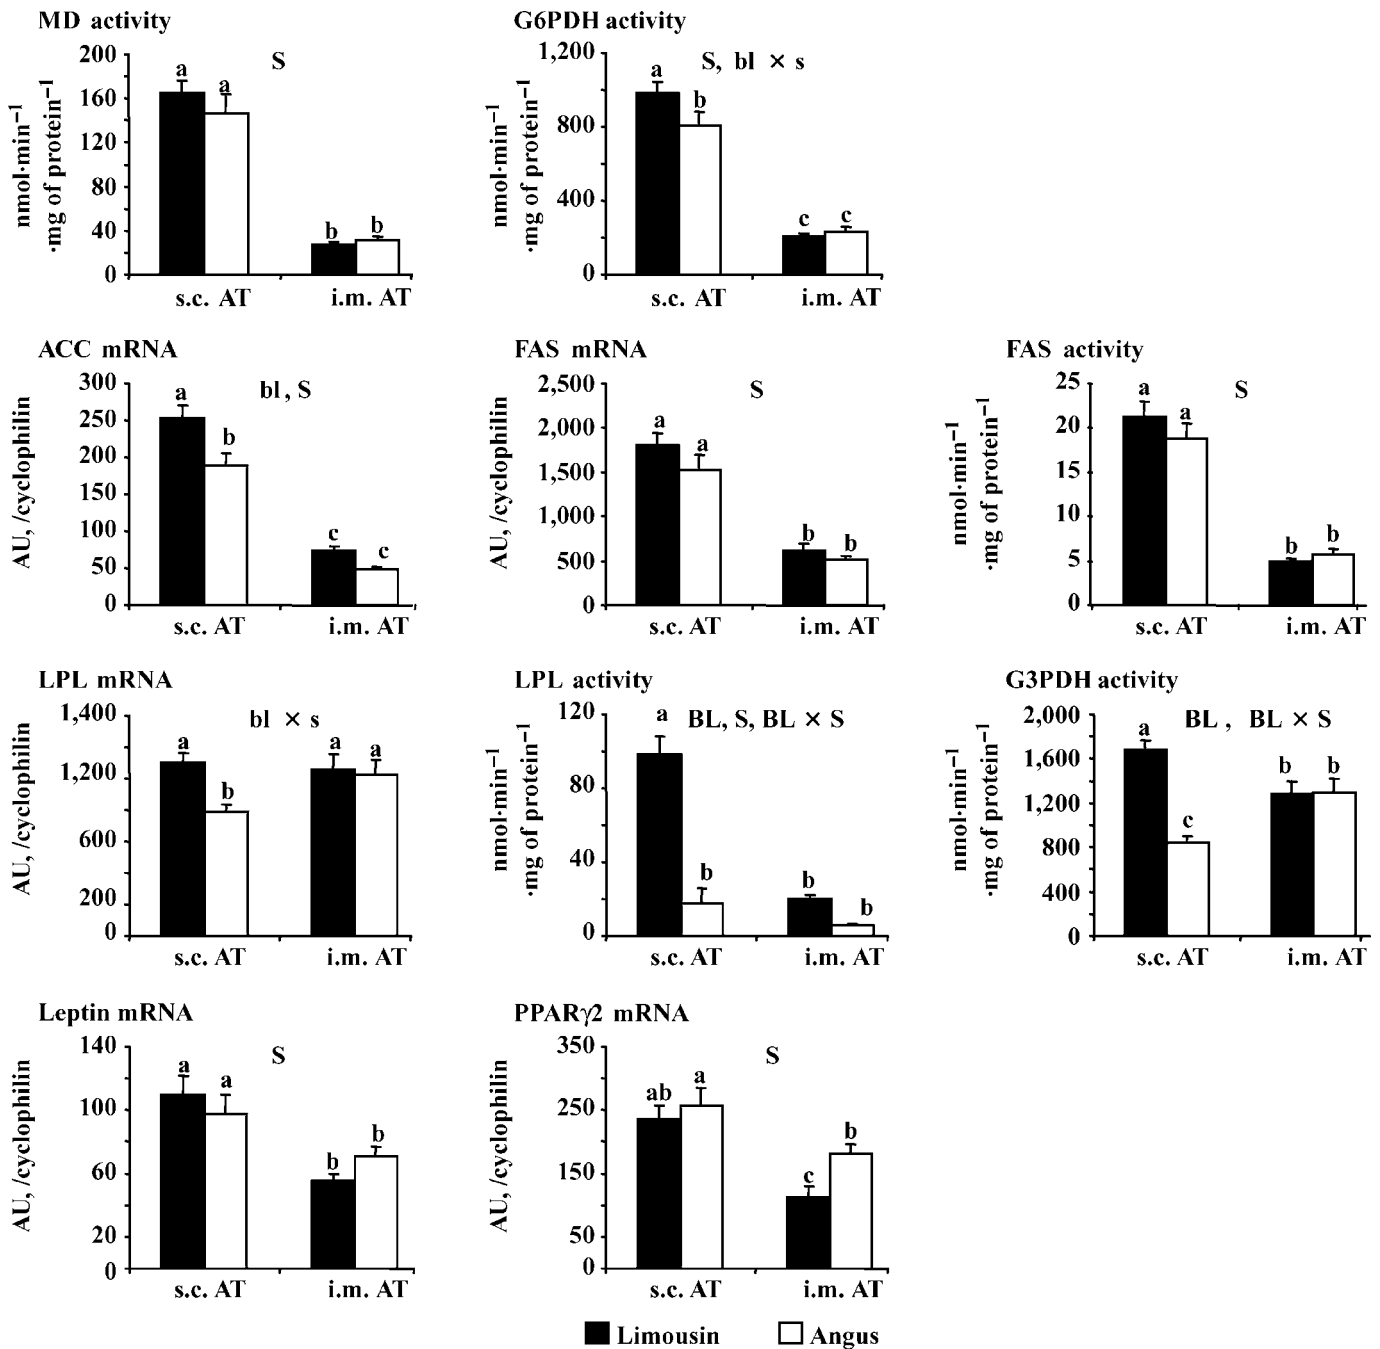 MD activity
nmol·min⁻¹
·mg of protein⁻¹
200
160
120
80
40
0
S
a
a
b
b
s.c. AT
i.m. AT
G6PDH activity
nmol·min⁻¹
·mg of protein⁻¹
1,200
800
400
0
S, bl × s
a
b
c
c
s.c. AT
i.m. AT
ACC mRNA
AU, /cyclophilin
300
250
200
150
100
50
0
bl, S
a
b
c
c
s.c. AT
i.m. AT
FAS mRNA
AU, /cyclophilin
2,500
2,000
1,500
1,000
500
0
S
a
a
b
b
s.c. AT
i.m. AT
FAS activity
nmol·min⁻¹
·mg of protein⁻¹
25
20
15
10
5
0
S
a
a
b
b
s.c. AT
i.m. AT
LPL mRNA
AU, /cyclophilin
1,400
1,200
600
200
0
bl × s
a
b
a
a
s.c. AT
i.m. AT
LPL activity
nmol·min⁻¹
·mg of protein⁻¹
120
80
40
0
BL, S, BL × S
a
b
b
b
s.c. AT
i.m. AT
G3PDH activity
nmol·min⁻¹
·mg of protein⁻¹
2,000
1,600
1,200
800
400
0
BL, BL × S
a
c
b
b
s.c. AT
i.m. AT
Leptin mRNA
AU, /cyclophilin
140
100
60
20
0
S
a
a
b
b
s.c. AT
i.m. AT
PPARγ2 mRNA
AU, /cyclophilin
350
250
150
50
0
S
ab
a
c
b
s.c. AT
i.m. AT
Limousin
Angus